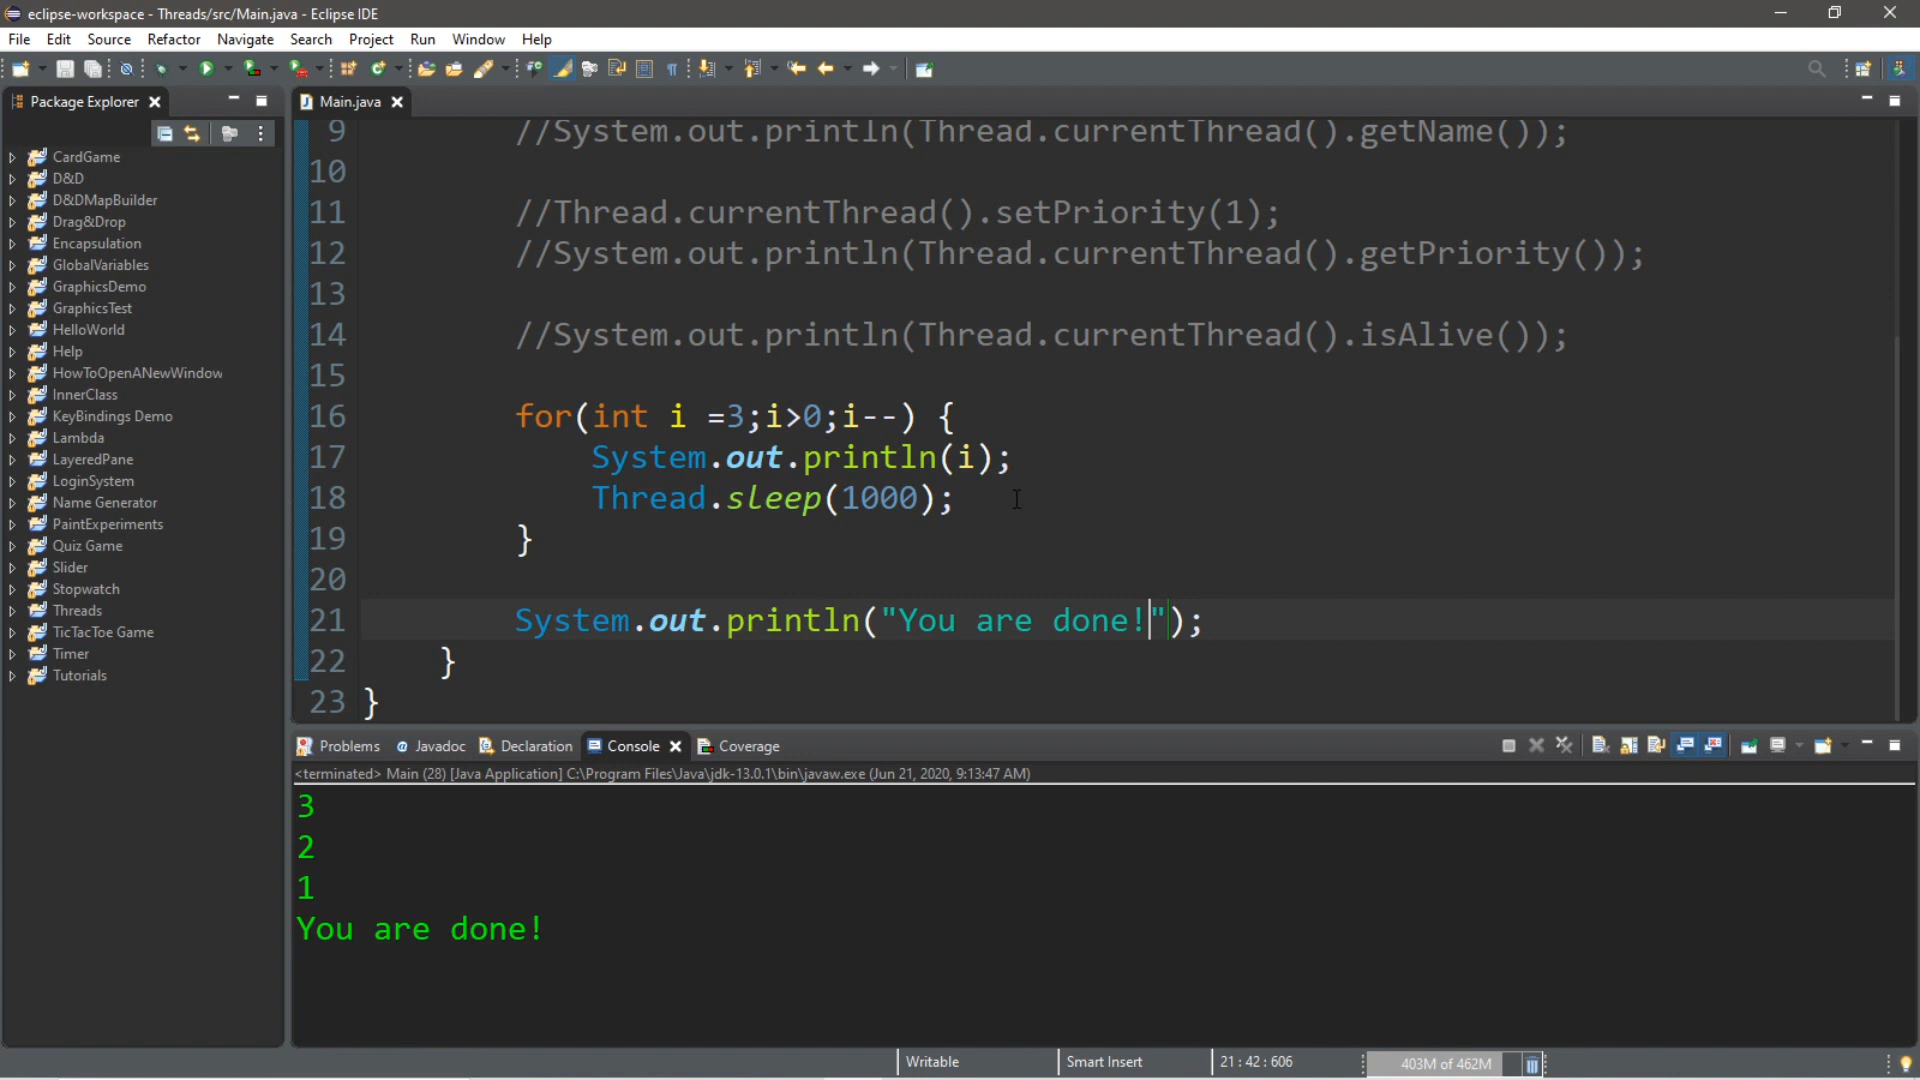 eclipse-workspace - Threads/src/Main.java - Eclipse IDE
File Edit Source Refactor Navigate Search Project Run Window Help
Package Explorer
CardGame
D&D
D&DMapBuilder
Drag&Drop
Encapsulation
GlobalVariables
GraphicsDemo
GraphicsTest
HelloWorld
Help
HowToOpenANewWindow
InnerClass
KeyBindings Demo
Lambda
LayeredPane
LoginSystem
Name Generator
PaintExperiments
Quiz Game
Slider
Stopwatch
Threads
TicTacToe Game
Timer
Tutorials
Main.java
9 //System.out.println(Thread.currentThread().getName());
10
11 //Thread.currentThread().setPriority(1);
12 //System.out.println(Thread.currentThread().getPriority());
13
14 //System.out.println(Thread.currentThread().isAlive());
15
16 for(int i =3;i>0;i--) {
17 System.out.println(i);
18 Thread.sleep(1000);
19 }
20
21 System.out.println("You are done!");
22 }
23 }
Problems @ Javadoc Declaration Console Coverage
<terminated> Main (28) [Java Application] C:\Program Files\Java\jdk-13.0.1\bin\javaw.exe (Jun 21, 2020, 9:13:47 AM)
3
2
1
You are done!
Writable Smart Insert 21 : 42 : 606 403M of 462M